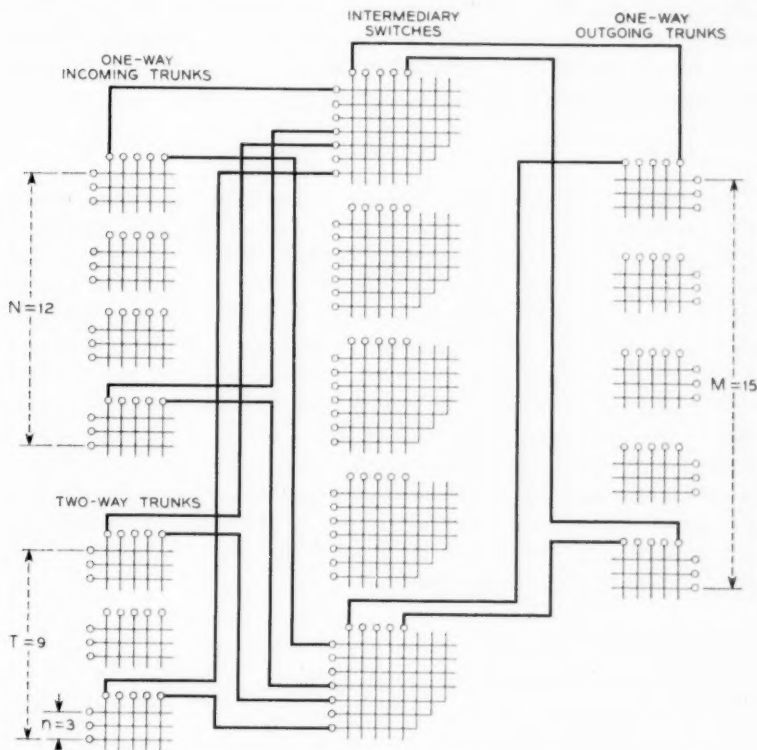 INTERMEDIARY
SWITCHES
ONE-WAY
OUTGOING TRUNKS
ONE-WAY
INCOMING TRUNKS
N=12
M=15
TWO-WAY TRUNKS
T=9
n=3